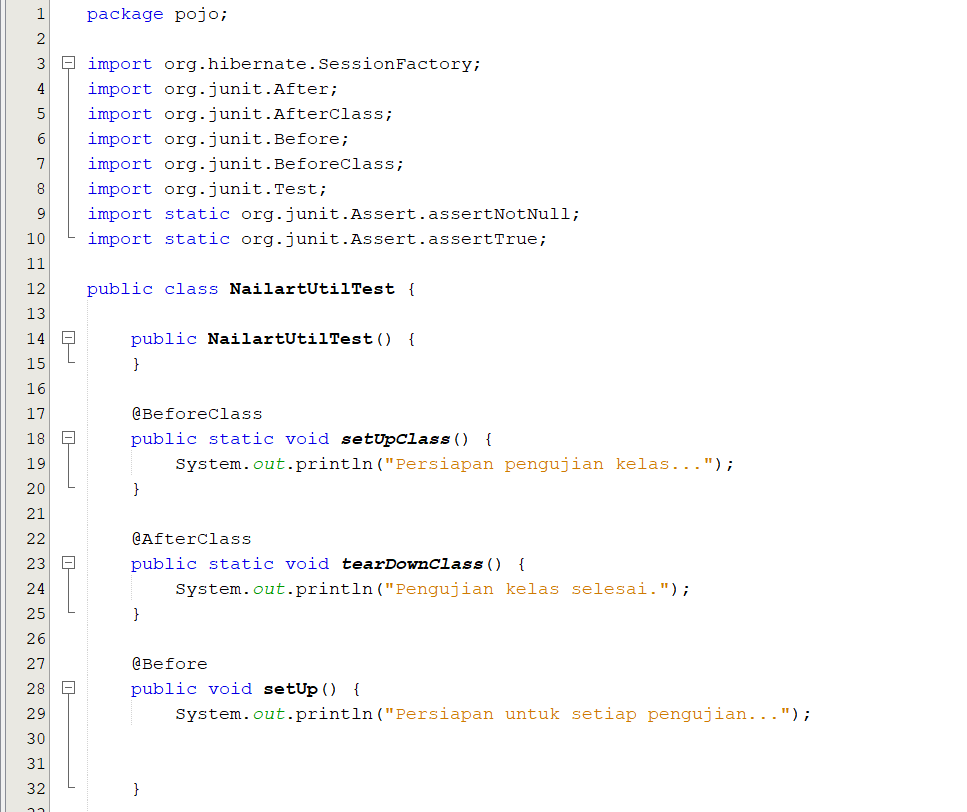 1 package pojo;
2
3 import org.hibernate.SessionFactory;
4 import org.junit.After;
5 import org.junit.AfterClass;
6 import org.junit.Before;
7 import org.junit.BeforeClass;
8 import org.junit.Test;
9 import static org.junit.Assert.assertNotNull;
10 import static org.junit.Assert.assertTrue;
11
12 public class NailartUtilTest {
13
14 public NailartUtilTest() {
15 }
16
17 @BeforeClass
18 public static void setUpClass() {
19 System.out.println("Persiapan pengujian kelas...");
20 }
21
22 @AfterClass
23 public static void tearDownClass() {
24 System.out.println("Pengujian kelas selesai.");
25 }
26
27 @Before
28 public void setUp() {
29 System.out.println("Persiapan untuk setiap pengujian...");
30
31
32 }